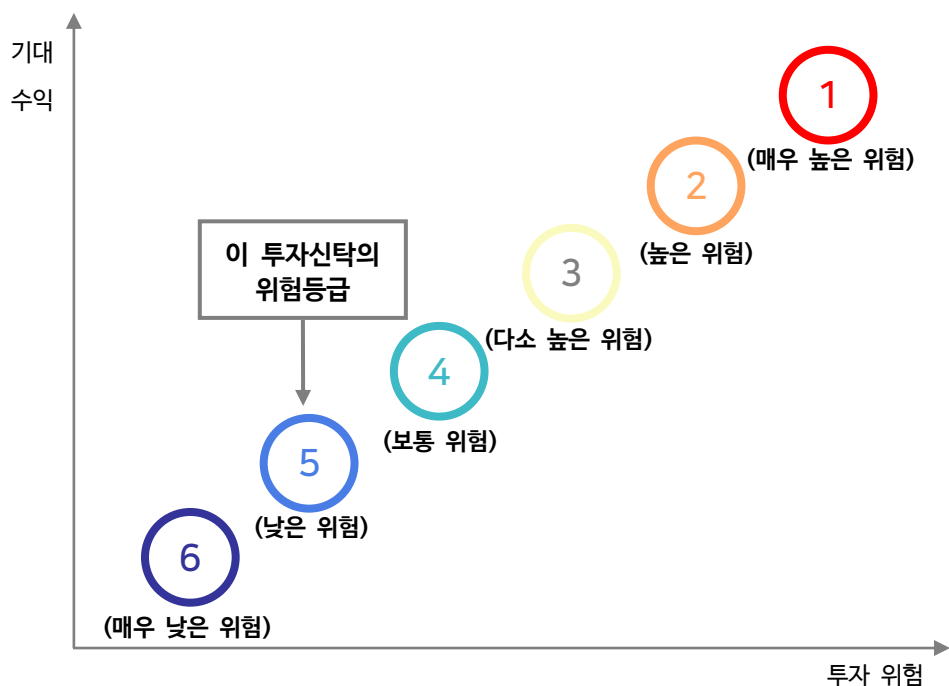 기대
수익
1
(매우 높은 위험)
2
(높은 위험)
이 투자신탁의
위험등급
3
(다소 높은 위험)
4
(보통 위험)
5
(낮은 위험)
6
(매우 낮은 위험)
투자 위험